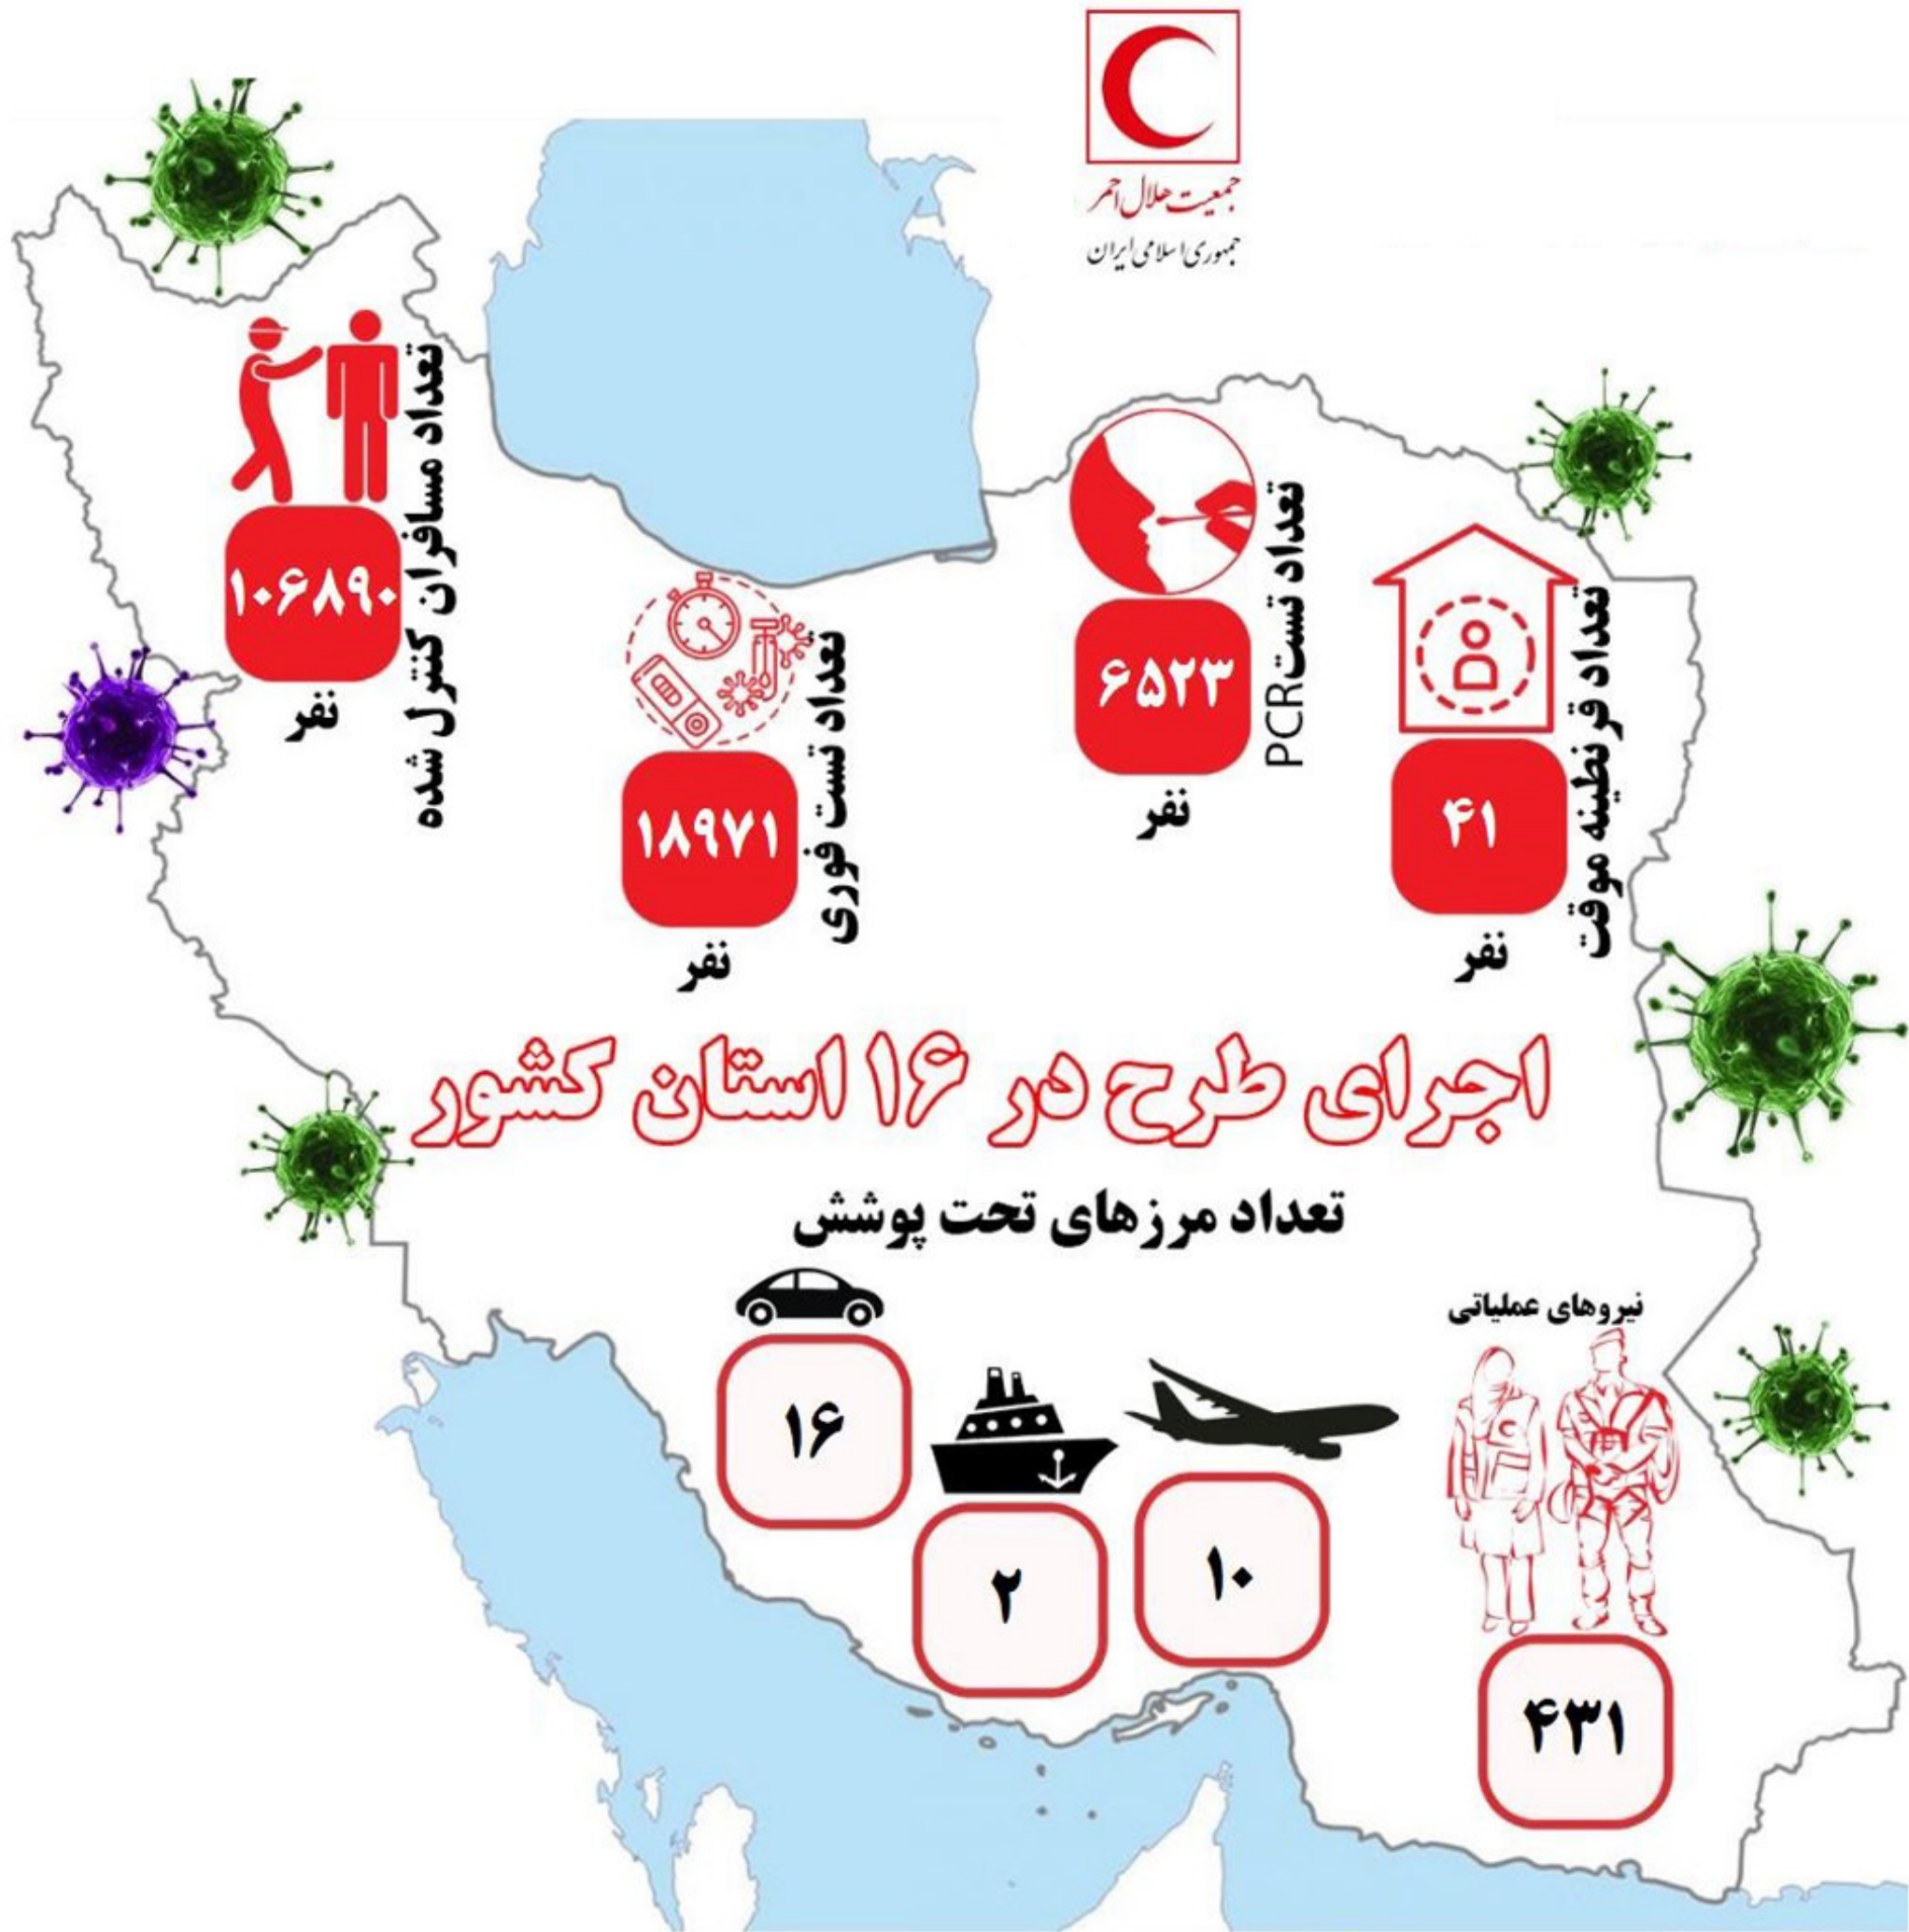 جمعیت هلال احمر
جمهوری اسلامی ایران
تعداد مسافران کنترل شده
۱۰۶۸۹۰
نفر
تعداد تست فوری
۱۸۹۷۱
نفر
تعداد تست PCR
۶۵۲۳
نفر
تعداد قرنطینه موقت
۴۱
نفر
اجرای طرح در ۱۶ استان کشور
تعداد مرزهای تحت پوشش
۱۶
۲
۱۰
نیروهای عملیاتی
۴۳۱